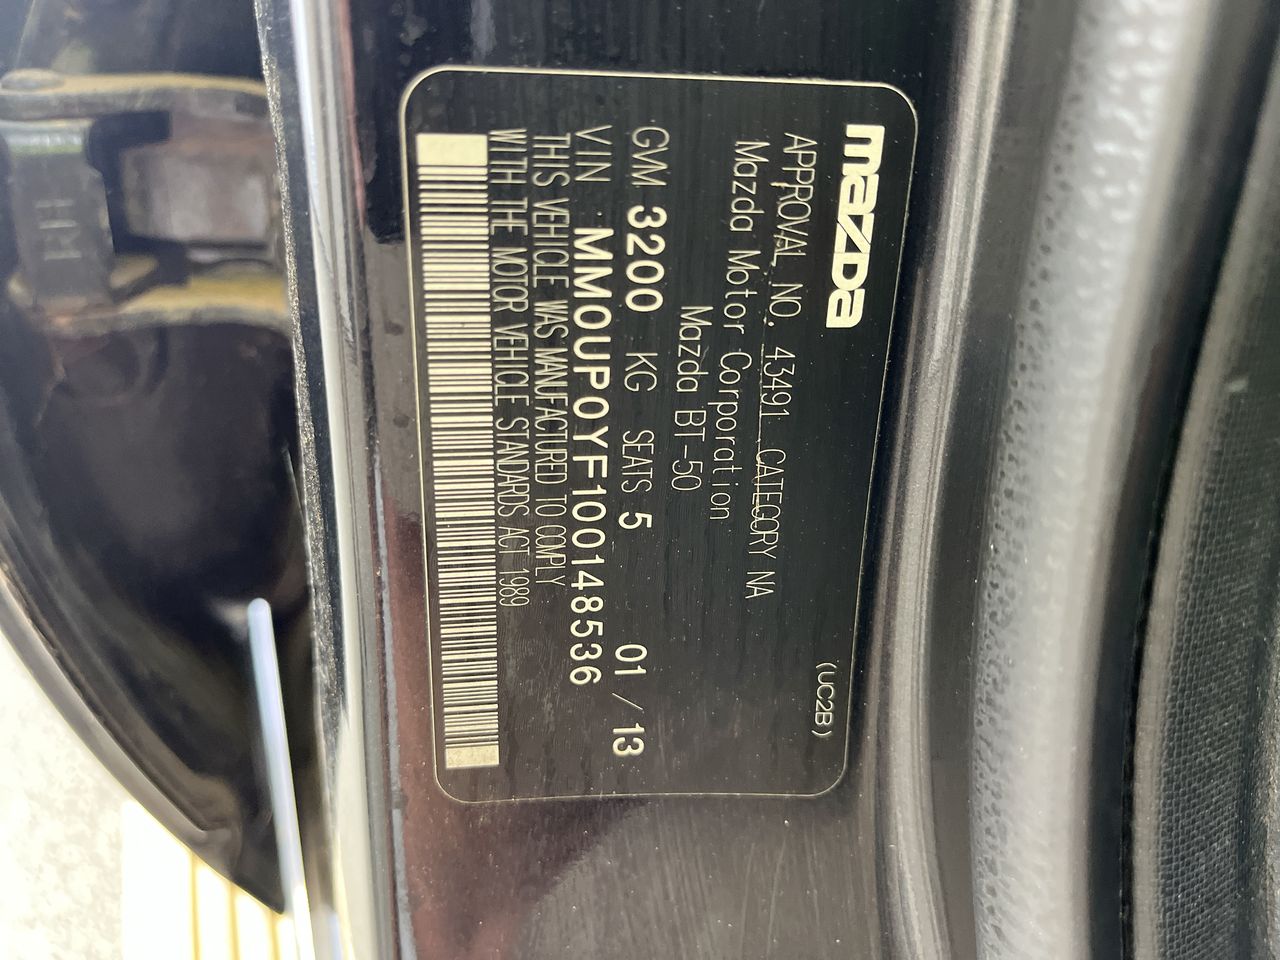 mazda
(UC2B)
APPROVAL NO. 43491 CATEGORY NA
Mazda Motor Corporation
Mazda BT-50
GVM 3200 KG SEATS 5 01/13
VIN MM0UP0YF100148536
THIS VEHICLE WAS MANUFACTURED TO COMPLY
WITH THE MOTOR VEHICLE STANDARDS ACT 1989